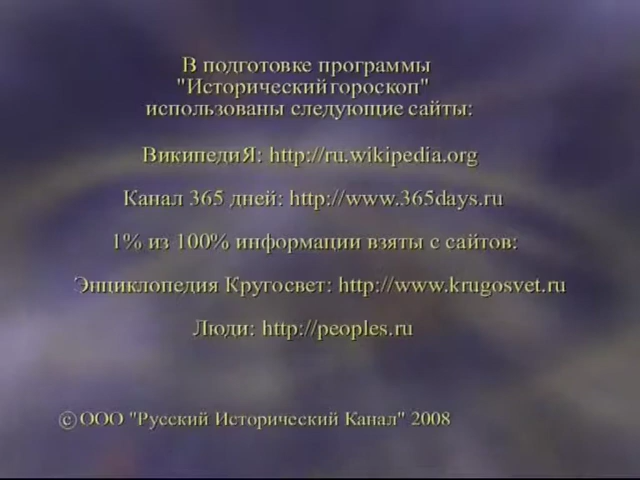 В подготовке программы
"Исторический гороскоп"
использованы следующие сайты:
ВикипедиЯ: http://ru.wikipedia.org
Канал 365 дней: http://www.365days.ru
1% из 100% информации взяты с сайтов:
Энциклопедия Кругосвет: http://www.krugosvet.ru
Люди: http://peoples.ru
© ООО "Русский Исторический Канал" 2008